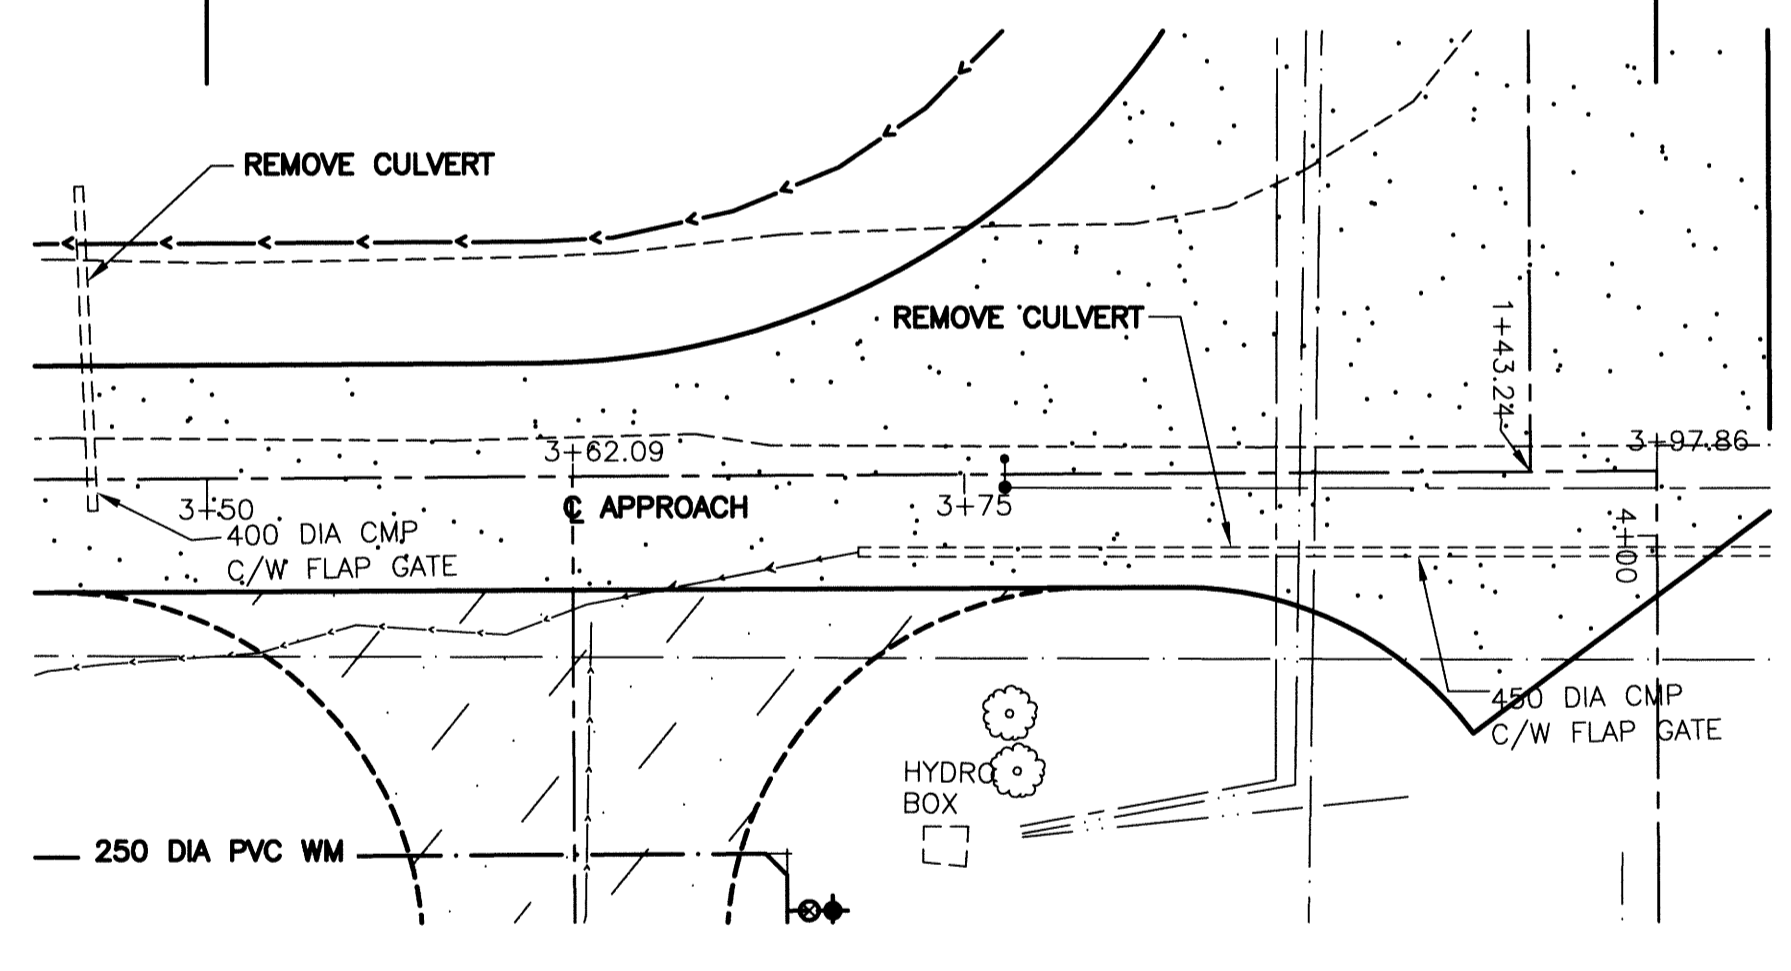 REMOVE CULVERT
REMOVE CULVERT
1+43.24
3+62.09
3+97.86
3+50
℄ APPROACH
3+75
400 DIA CMP
C/W FLAP GATE
4+00
450 DIA CMP
C/W FLAP GATE
HYDRO
BOX
250 DIA PVC WM